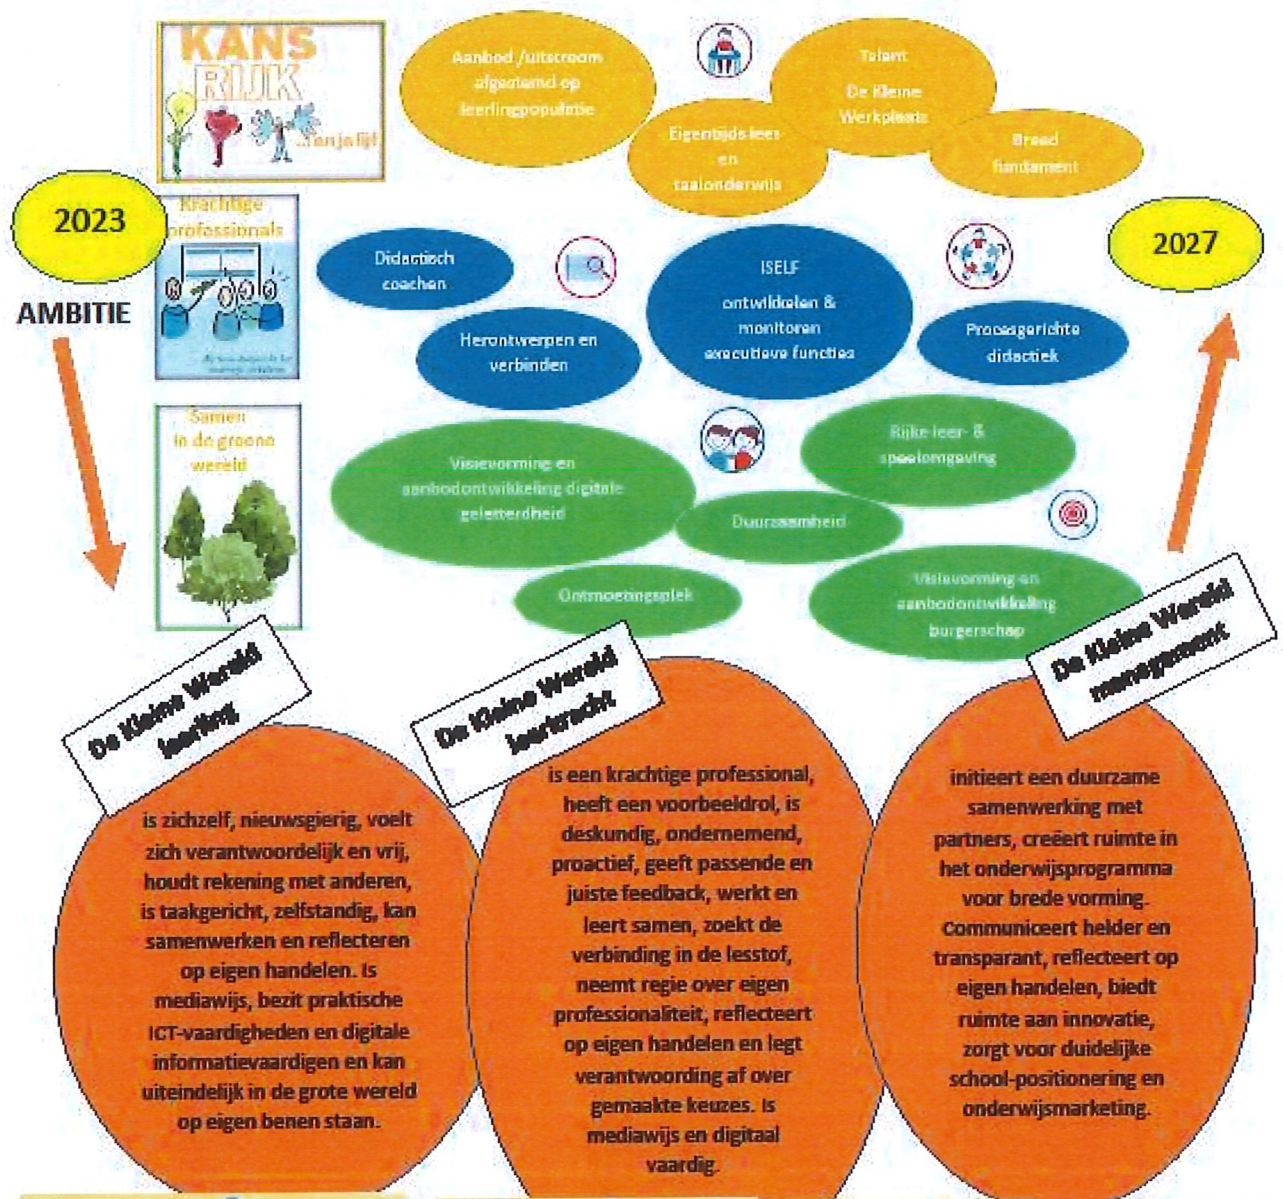 KANS
RIJK
...en je lijf
Aanbod /uitstroom
afgestemd op
leerlingpopulatie
Eigentijds lees
en
taalonderwijs
Talent
De Kleine
Werkplaats
Breed
fundament
2023
AMBITIE
2027
Krachtige
professionals
Didactisch
coachen
Herontwerpen en
verbinden
ISELF
ontwikkelen &
monitoren
executieve functies
Procesgerichte
didactiek
Samen
in de groene
wereld
Visievorming en
aanbodontwikkeling digitale
geletterdheid
Rijke leer- &
speelomgeving
Duurzaamheid
Ontmoetingsplek
Visievorming en
aanbodontwikkeling
burgerschap
De Kleine Wereld
leerling
is zichzelf, nieuwsgierig, voelt
zich verantwoordelijk en vrij,
houdt rekening met anderen,
is taakgericht, zelfstandig, kan
samenwerken en reflecteren
op eigen handelen. Is
mediawijs, bezit praktische
ICT-vaardigheden en digitale
informatievaardigen en kan
uiteindelijk in de grote wereld
op eigen benen staan.
De Kleine Wereld
leerkracht
is een krachtige professional,
heeft een voorbeeldrol, is
deskundig, ondernemend,
proactief, geeft passende en
juiste feedback, werkt en
leert samen, zoekt de
verbinding in de lesstof,
neemt regie over eigen
professionaliteit, reflecteert
op eigen handelen en legt
verantwoording af over
gemaakte keuzes. Is
mediawijs en digitaal
vaardig.
De Kleine Wereld
management
initieert een duurzame
samenwerking met
partners, creëert ruimte in
het onderwijsprogramma
voor brede vorming.
Communiceert helder en
transparant, reflecteert op
eigen handelen, biedt
ruimte aan innovatie,
zorgt voor duidelijke
school-positionering en
onderwijsmarketing.